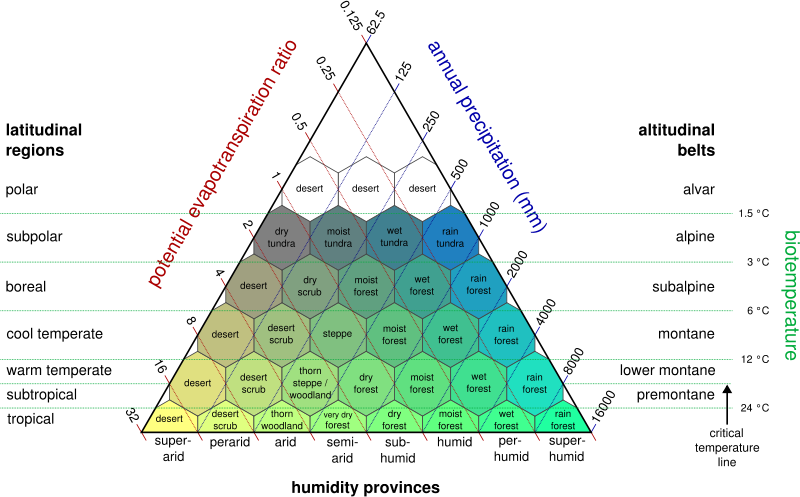 0.125
62.5
0.25
125
0.5
250
1
500
2
1000
4
2000
8
4000
16
8000
32
16000
potential evapotranspiration ratio
annual precipitation (mm)
latitudinal
regions
altitudinal
belts
polar
desert
desert
desert
alvar
1.5 °C
subpolar
dry
tundra
moist
tundra
wet
tundra
rain
tundra
alpine
3 °C
boreal
desert
dry
scrub
moist
forest
wet
forest
rain
forest
subalpine
6 °C
cool temperate
desert
desert
scrub
steppe
moist
forest
wet
forest
rain
forest
montane
12 °C
warm temperate
lower montane
subtropical
premontane
desert
desert
scrub
thorn
steppe /
woodland
dry
forest
moist
forest
wet
forest
rain
forest
24 °C
tropical
desert
desert
scrub
thorn
woodland
very dry
forest
dry
forest
moist
forest
wet
forest
rain
forest
biotemperature
critical
temperature
line
super-
arid
perarid
arid
semi-
arid
sub-
humid
humid
per-
humid
super-
humid
humidity provinces